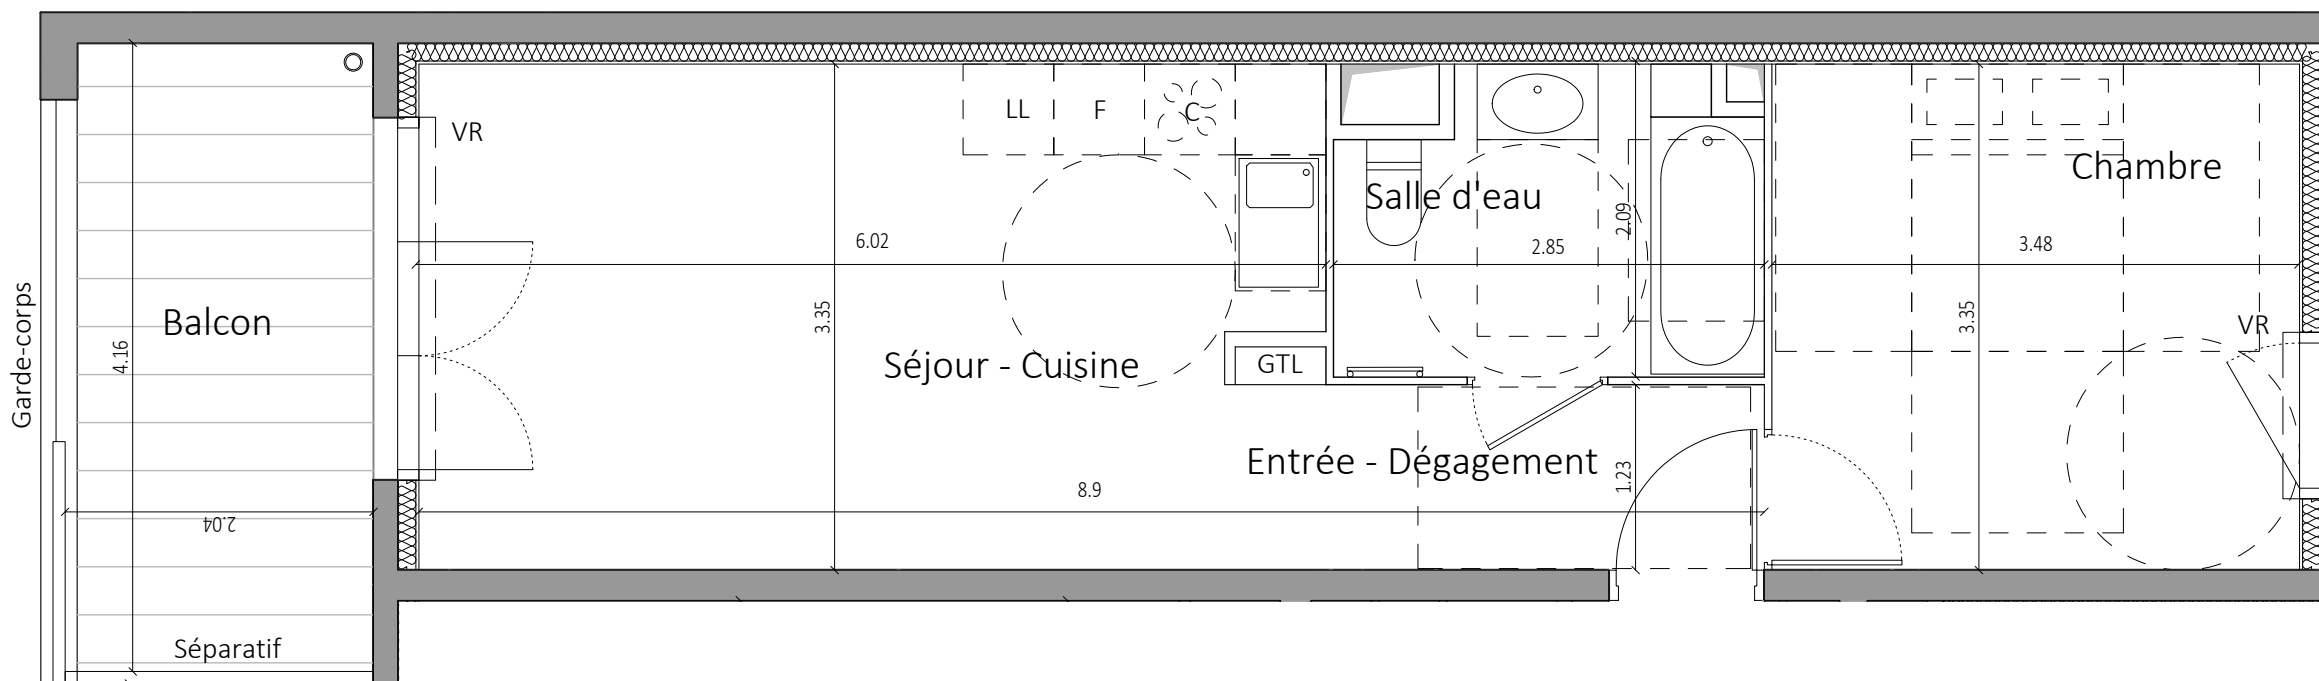 VR
LL
F
C
Chambre
Salle d'eau
2.09
6.02
2.85
3.48
Garde-corps
Balcon
4.16
3.35
3.35
VR
Séjour - Cuisine
GTL
Entrée - Dégagement
1.23
8.9
2.04
Séparatif